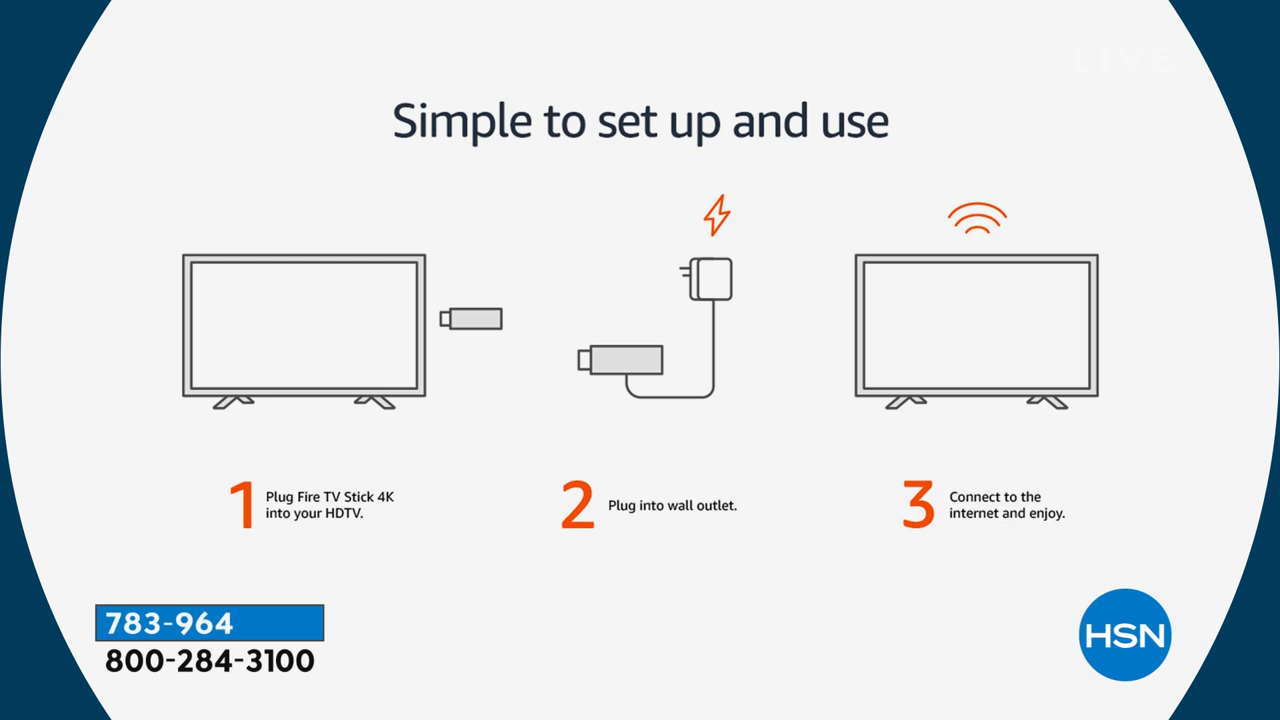 LIVE
Simple to set up and use
1 Plug Fire TV Stick 4K
into your HDTV.
2 Plug into wall outlet.
3 Connect to the
internet and enjoy.
783-964
800-284-3100
HSN